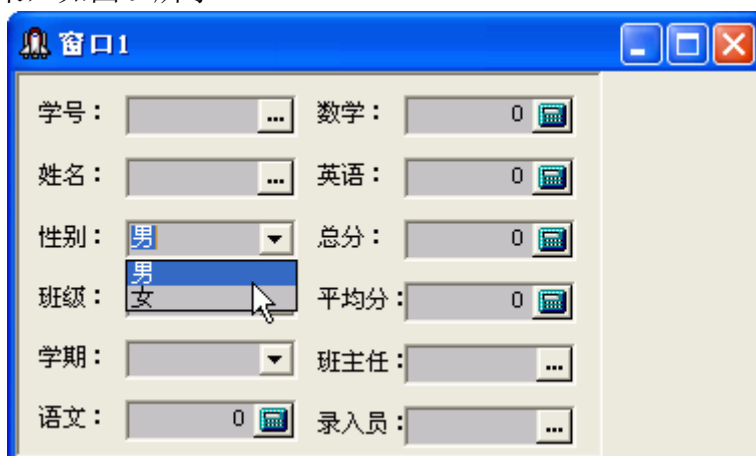 窗口1
学号： ... 数学： 0
姓名： ... 英语： 0
性别： 男 总分： 0
男
班级： 女 平均分： 0
学期： 班主任： ...
语文： 0 录入员： ...